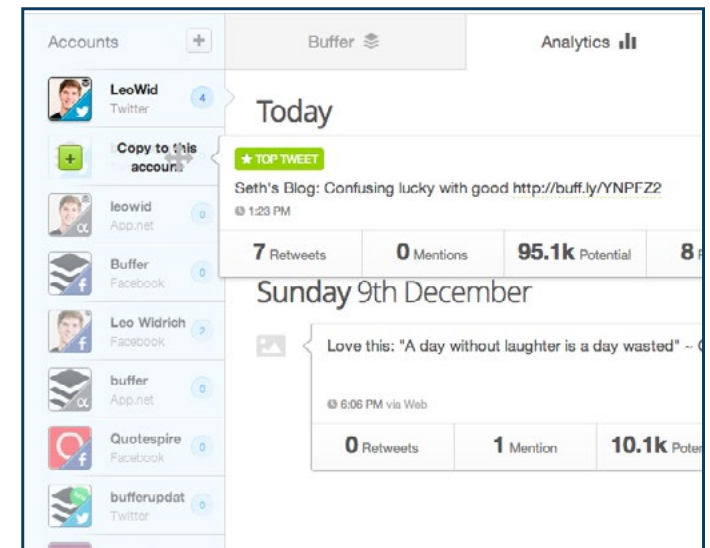 Accounts +
Buffer
Analytics
LeoWid
Twitter
4
Today
Copy to this
account
★ TOP TWEET
Seth's Blog: Confusing lucky with good http://buff.ly/YNPFZ2
1:23 PM
leowid
App.net
0
7 Retweets
0 Mentions
95.1k Potential
8
Buffer
Facebook
0
Sunday 9th December
Leo Widrich
Facebook
2
Love this: "A day without laughter is a day wasted" ~
6:06 PM via Web
buffer
App.net
0
0 Retweets
1 Mention
10.1k
Quotespire
Facebook
0
bufferupdat
Twitter
0